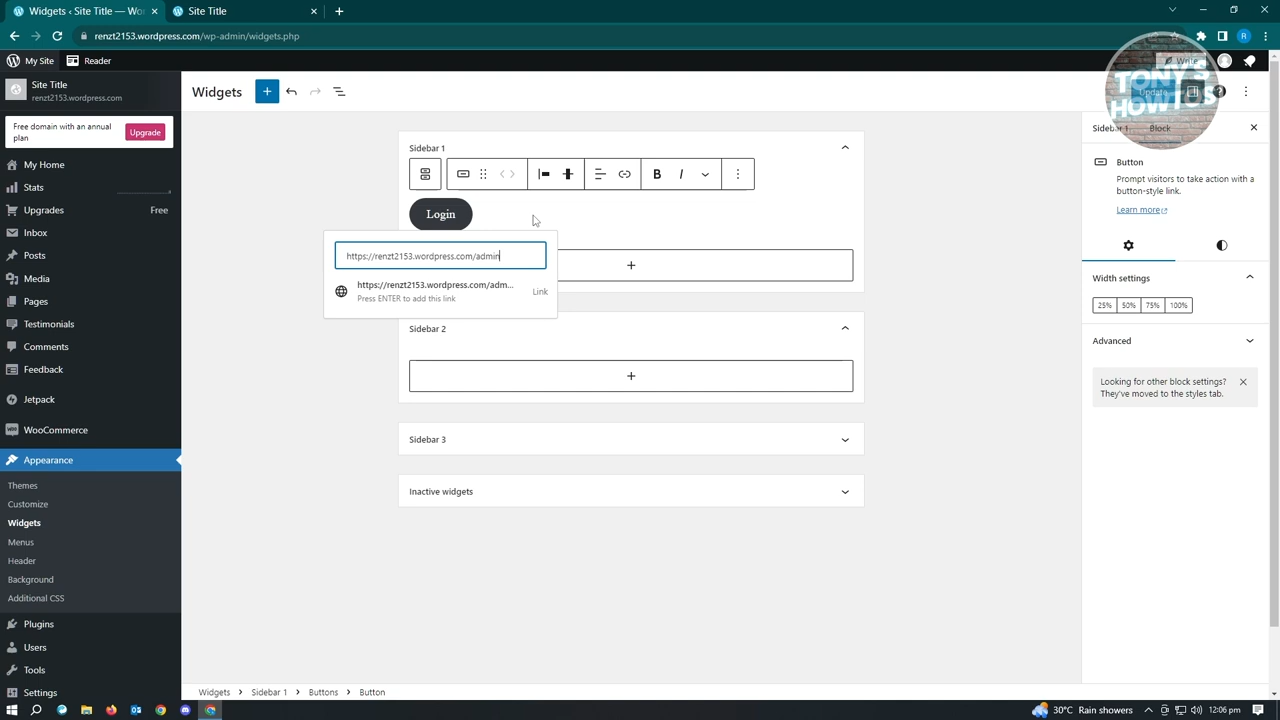 Widgets ‹ Site Title — Wo
Site Title
renzt2153.wordpress.com/wp-admin/widgets.php
R
My Site
Reader
Write
Site Title
renzt2153.wordpress.com
Widgets
Update
TONY'S
HOWTOS
Free domain with an annual
plan
Upgrade
Sidebar 1
Block
My Home
Stats
Upgrades
Free
Inbox
Posts
Media
Pages
Testimonials
Comments
Feedback
Jetpack
WooCommerce
Appearance
Themes
Customize
Widgets
Menus
Header
Background
Additional CSS
Plugins
Users
Tools
Settings
Sidebar 1
B
I
Login
https://renzt2153.wordpress.com/admin
https://renzt2153.wordpress.com/adm...
Press ENTER to add this link
Link
Sidebar 2
Sidebar 3
Inactive widgets
Button
Prompt visitors to take action with a
button-style link.
Learn more
Width settings
25%
50%
75%
100%
Advanced
Looking for other block settings?
They've moved to the styles tab.
Widgets
Sidebar 1
Buttons
Button
30°C Rain showers
12:06 pm